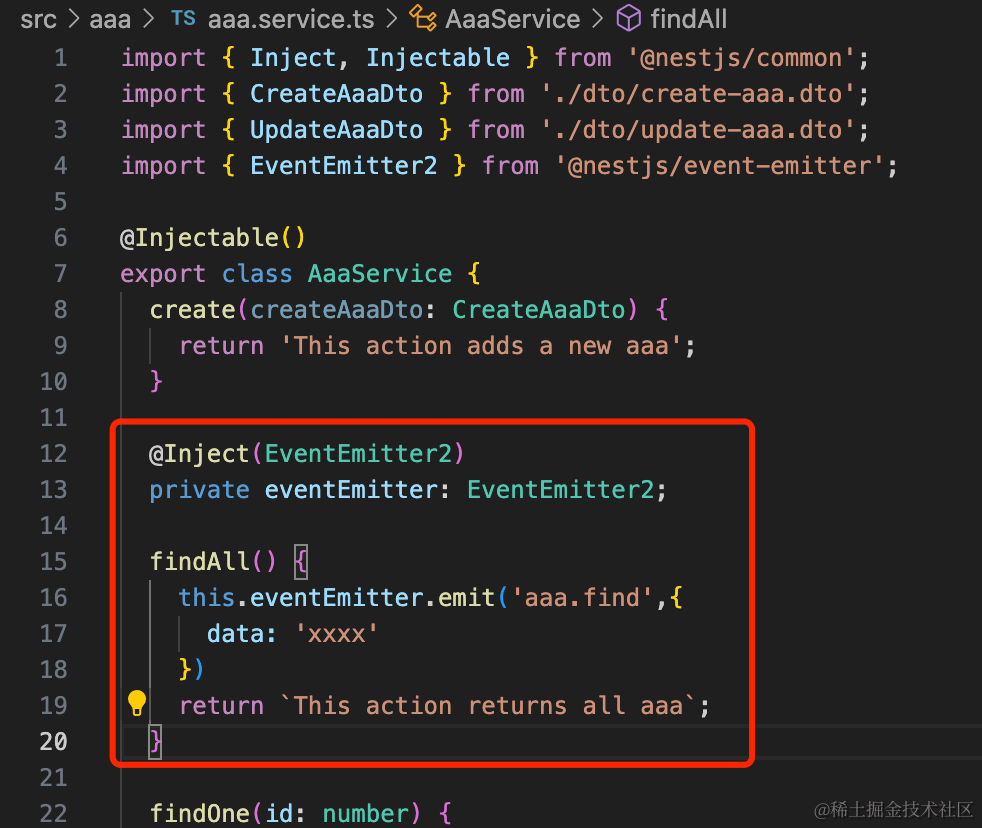 src > aaa > TS aaa.service.ts > AaaService > findAll
1 import { Inject, Injectable } from '@nestjs/common';
2 import { CreateAaaDto } from './dto/create-aaa.dto';
3 import { UpdateAaaDto } from './dto/update-aaa.dto';
4 import { EventEmitter2 } from '@nestjs/event-emitter';
5
6 @Injectable()
7 export class AaaService {
8   create(createAaaDto: CreateAaaDto) {
9     return 'This action adds a new aaa';
10   }
11
12   @Inject(EventEmitter2)
13   private eventEmitter: EventEmitter2;
14
15   findAll() {
16     this.eventEmitter.emit('aaa.find',{
17       data: 'xxxx'
18     })
19     return `This action returns all aaa`;
20   }
21
22   findOne(id: number) {
@稀土掘金技术社区